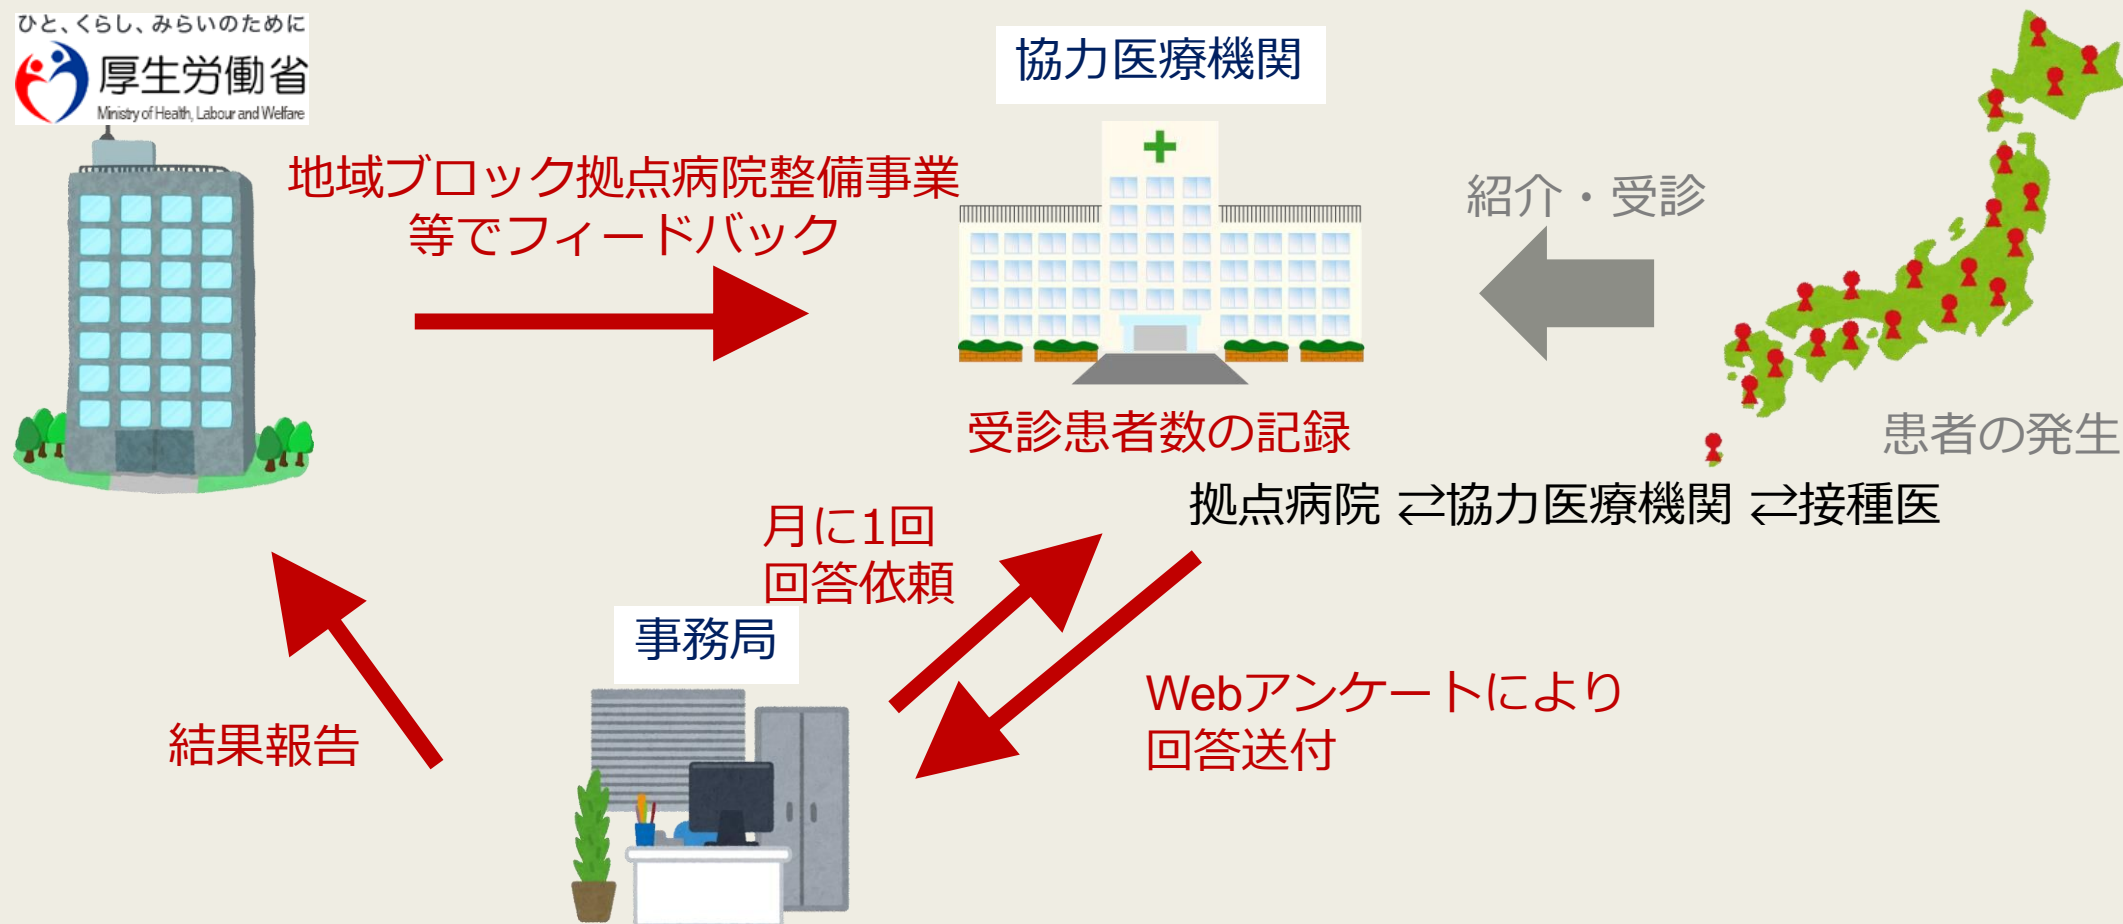 ひと、くらし、みらいのために
厚生労働省
Ministry of Health, Labour and Welfare
協力医療機関
地域ブロック拠点病院整備事業
等でフィードバック
紹介・受診
受診患者数の記録
患者の発生
拠点病院 ⇄協力医療機関 ⇄接種医
月に1回
回答依頼
事務局
Webアンケートにより
回答送付
結果報告